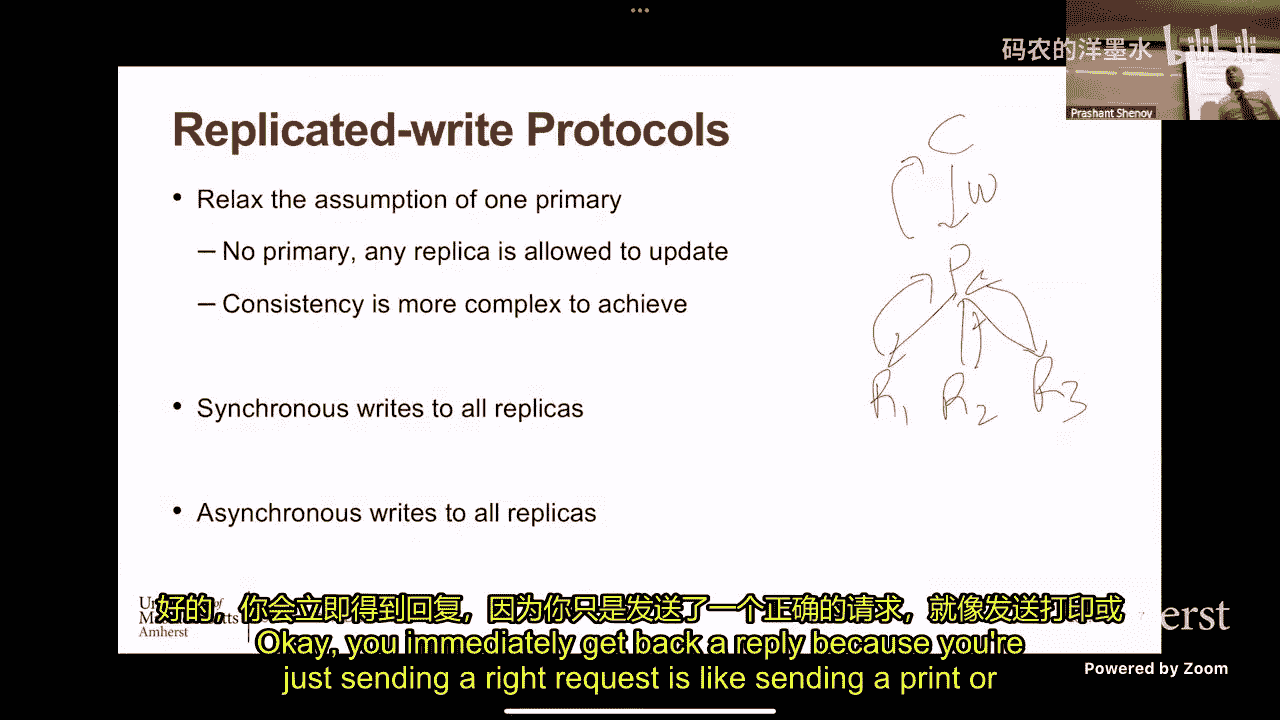 码农的洋墨水 bilibili
Prashant Shenoy
Replicated-write Protocols
C
W
P
R1 R2 R3
• Relax the assumption of one primary
– No primary, any replica is allowed to update
– Consistency is more complex to achieve
• Synchronous writes to all replicas
• Asynchronous writes to all replicas
Amherst
erst
好的，你会立即得到回复，因为你只是发送了一个正确的请求，就像发送打印或
Okay, you immediately get back a reply because you're
just sending a right request is like sending a print or
Powered by Zoom